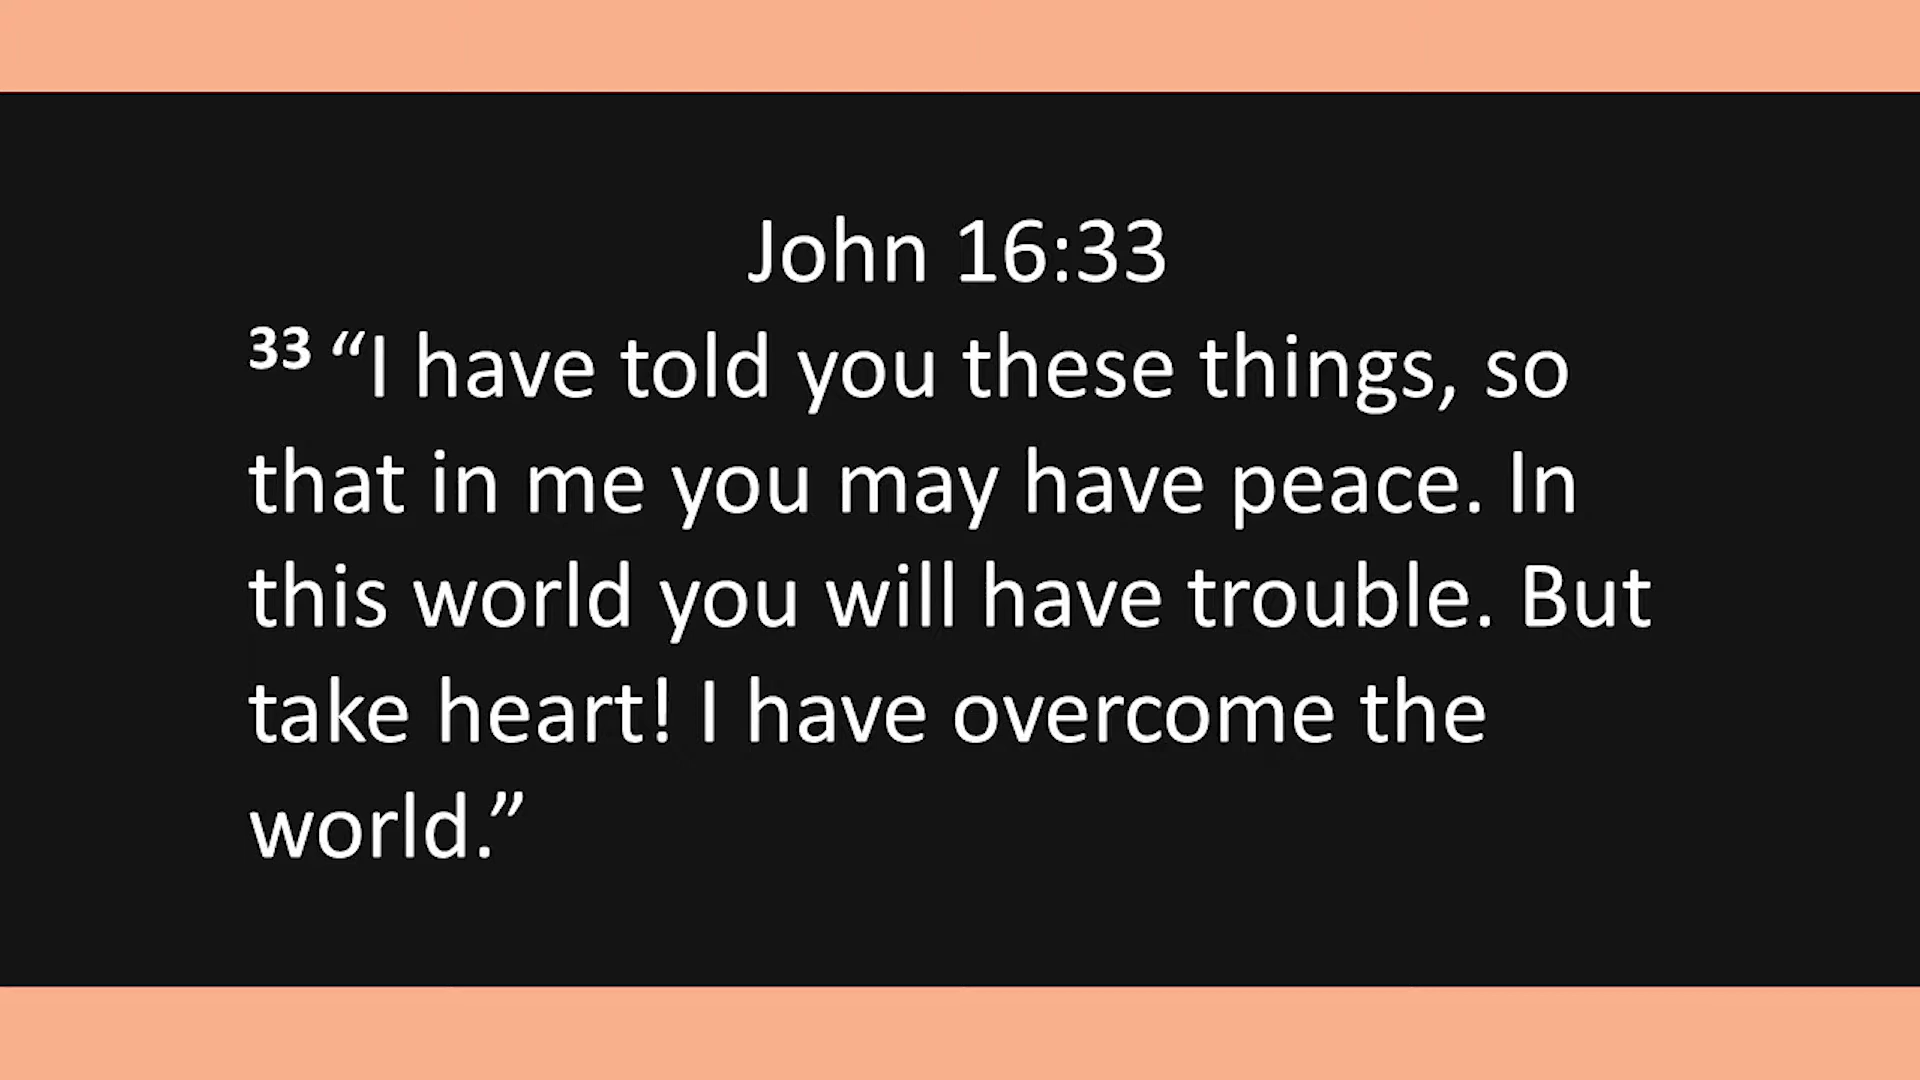 John 16:33
33 “I have told you these things, so
that in me you may have peace. In
this world you will have trouble. But
take heart! I have overcome the
world.”